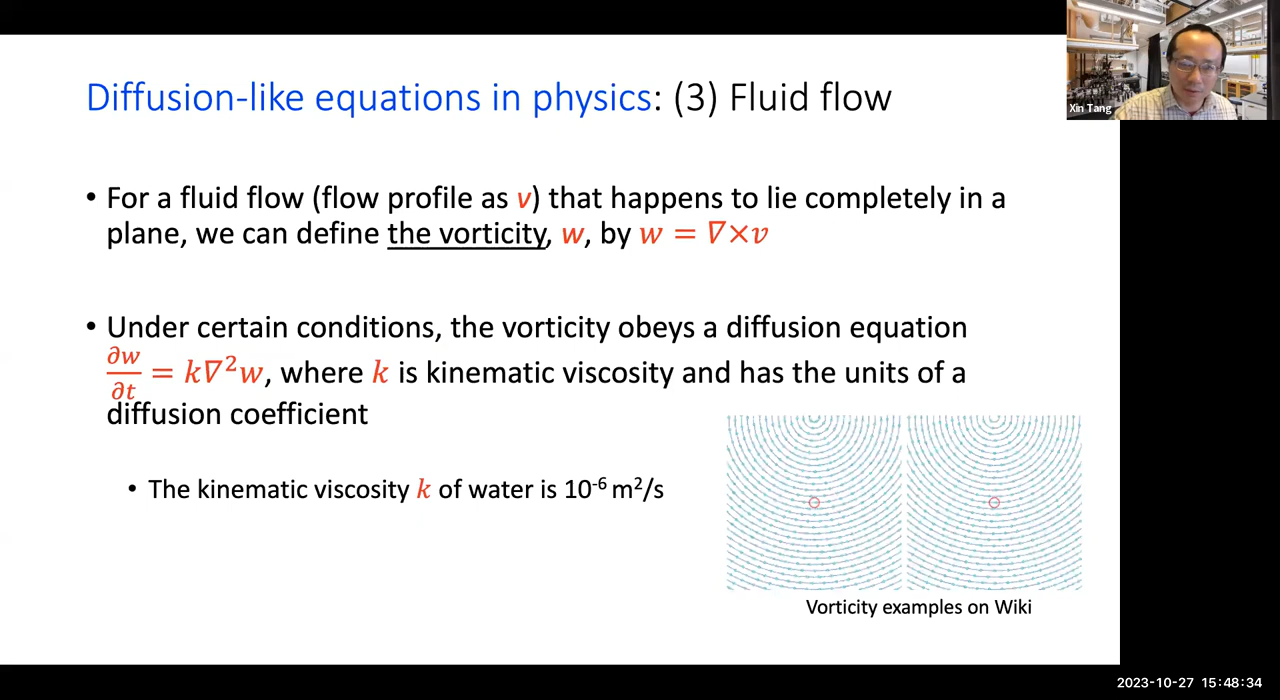 Diffusion-like equations in physics: (3) Fluid flow
Xin Tang
• For a fluid flow (flow profile as v) that happens to lie completely in a
plane, we can define the vorticity, w, by w = ∇×v
• Under certain conditions, the vorticity obeys a diffusion equation
∂w/∂t = k∇²w, where k is kinematic viscosity and has the units of a
diffusion coefficient
• The kinematic viscosity k of water is 10⁻⁶ m²/s
Vorticity examples on Wiki
2023-10-27 15:48:34